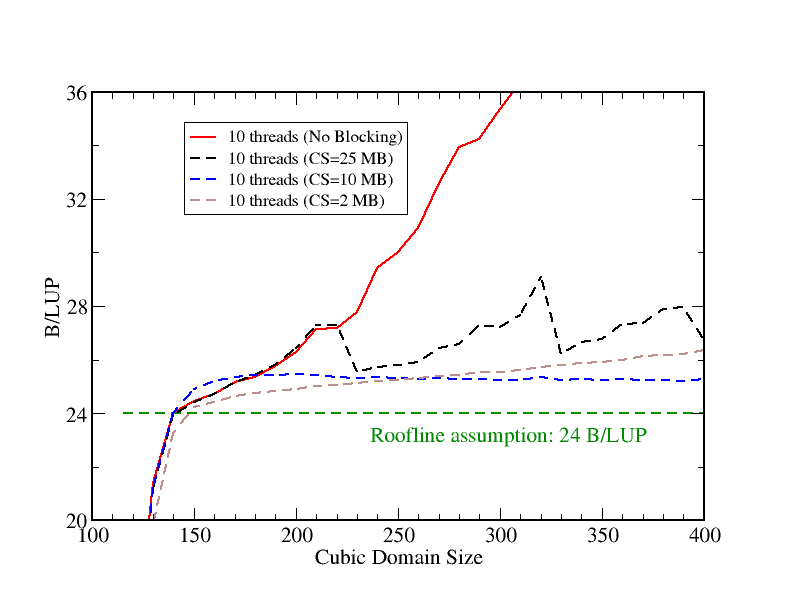 36
32
28
24
20
B/LUP
10 threads (No Blocking)
10 threads (CS=25 MB)
10 threads (CS=10 MB)
10 threads (CS=2 MB)
Roofline assumption: 24 B/LUP
100 150 200 250 300 350 400
Cubic Domain Size